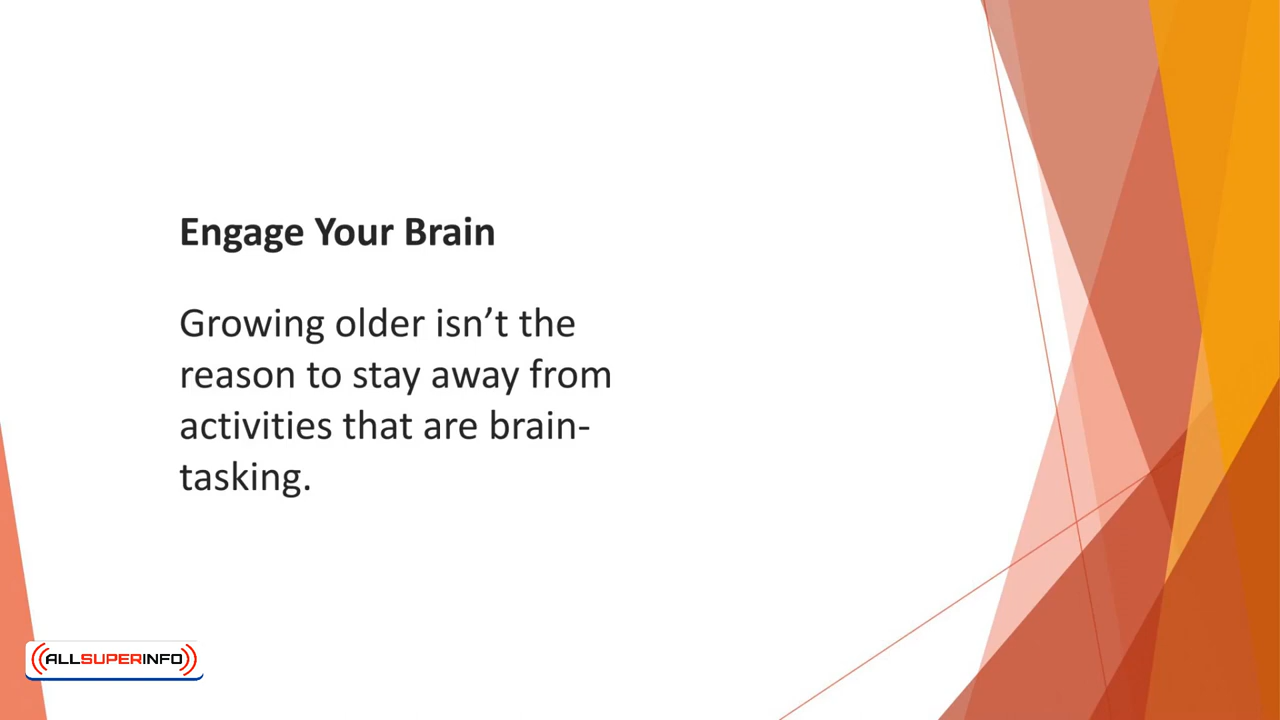 Engage Your Brain
Growing older isn’t the
reason to stay away from
activities that are brain-
tasking.
ALLSUPERINFO